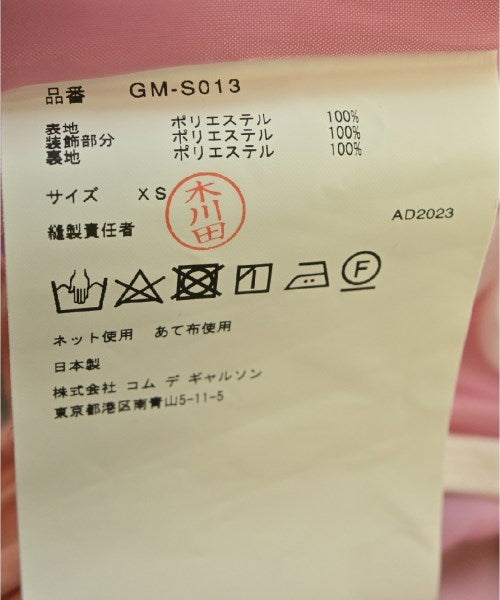 品番 GM-S013
表地 ポリエステル 100%
装飾部分 ポリエステル 100%
裏地 ポリエステル 100%
サイズ XS
木川田
縫製責任者
AD2023
F
ネット使用 あて布使用
日本製
株式会社 コム デ ギャルソン
東京都港区南青山5-11-5